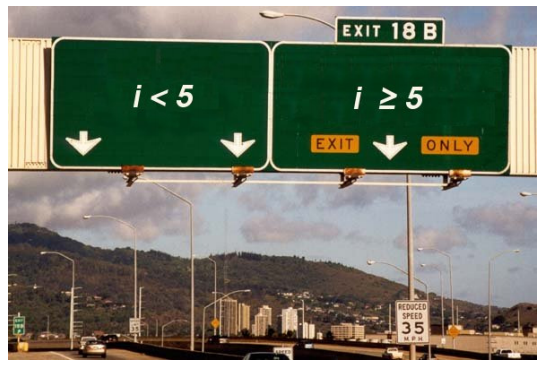 EXIT 18 B
i < 5
i ≥ 5
EXIT ONLY
REDUCED
SPEED
35
M.P.H.